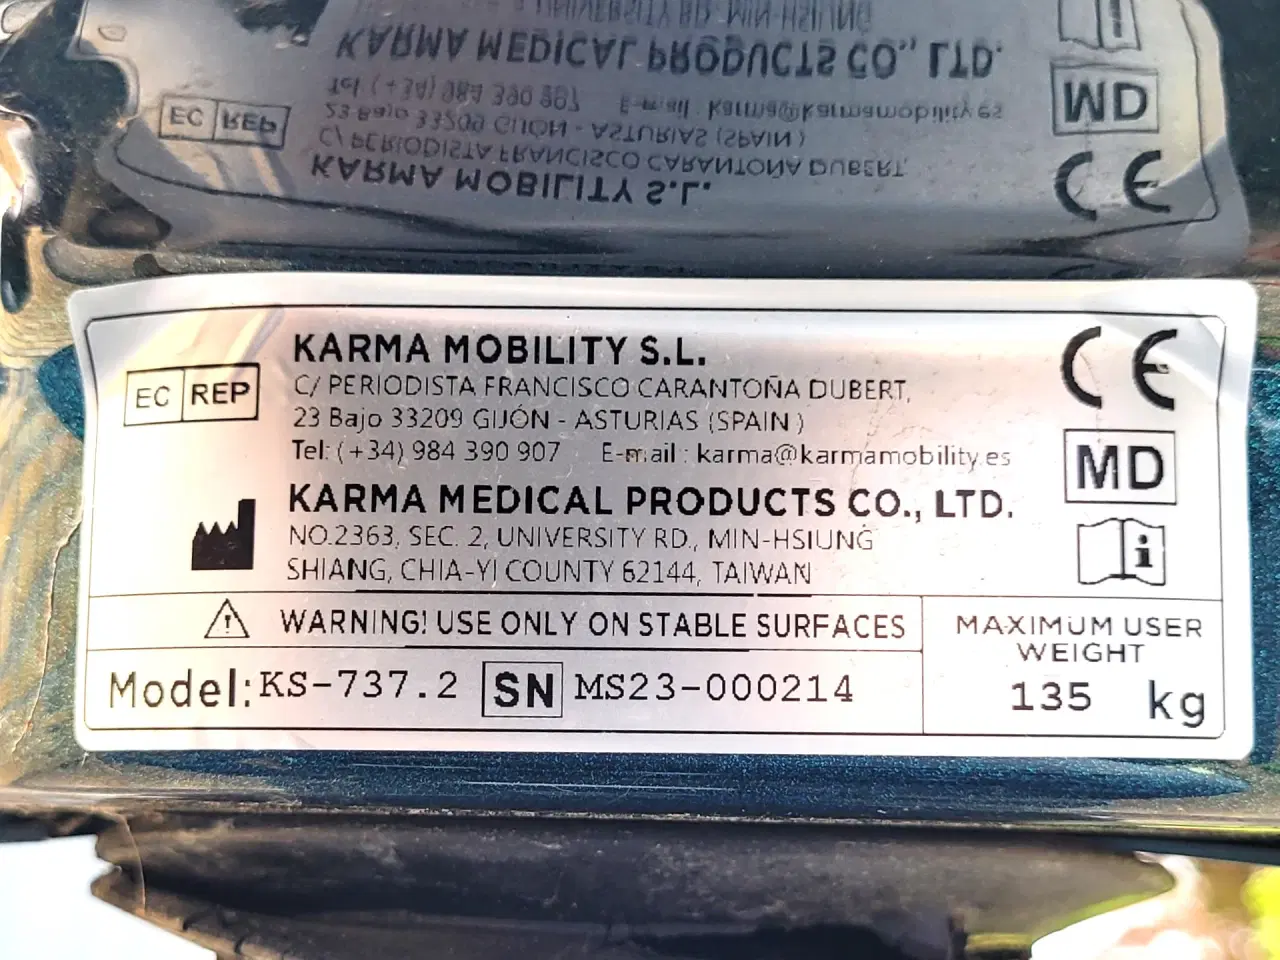 KARMA MOBILITY S.L.
EC REP
C/ PERIODISTA FRANCISCO CARANTOÑA DUBERT,
23 Bajo 33209 GIJÓN - ASTURIAS (SPAIN)
Tel: (+34) 984 390 907 E-mail: karma@karmamobility.es
CE
MD
KARMA MEDICAL PRODUCTS CO., LTD.
NO.2363, SEC. 2, UNIVERSITY RD., MIN-HSIUNG
SHIANG, CHIA-YI COUNTY 62144, TAIWAN
i
WARNING! USE ONLY ON STABLE SURFACES
Model: KS-737.2 SN MS23-000214
MAXIMUM USER
WEIGHT
135 kg